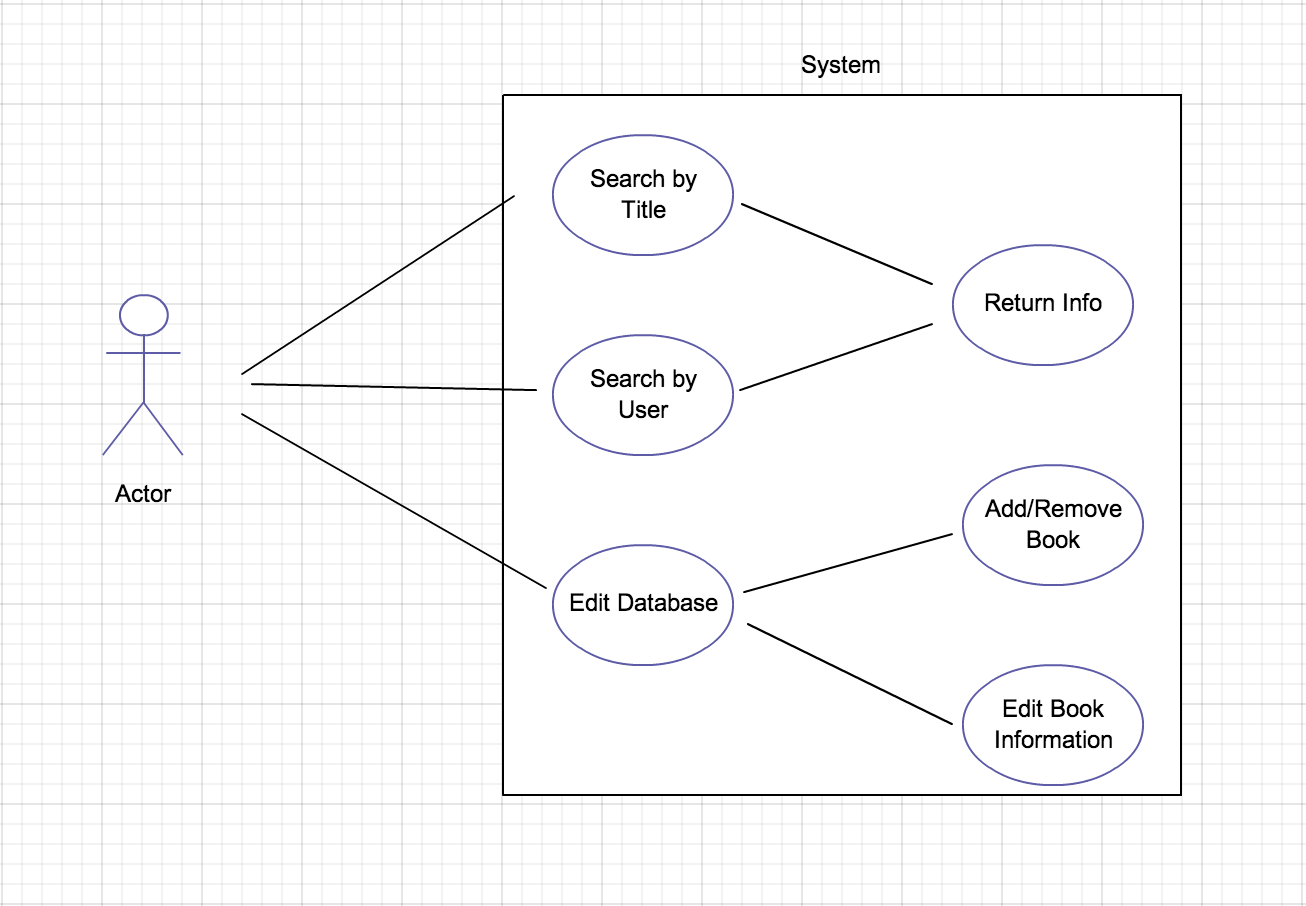 System
Search by
Title
Return Info
Search by
User
Actor
Add/Remove
Book
Edit Database
Edit Book
Information